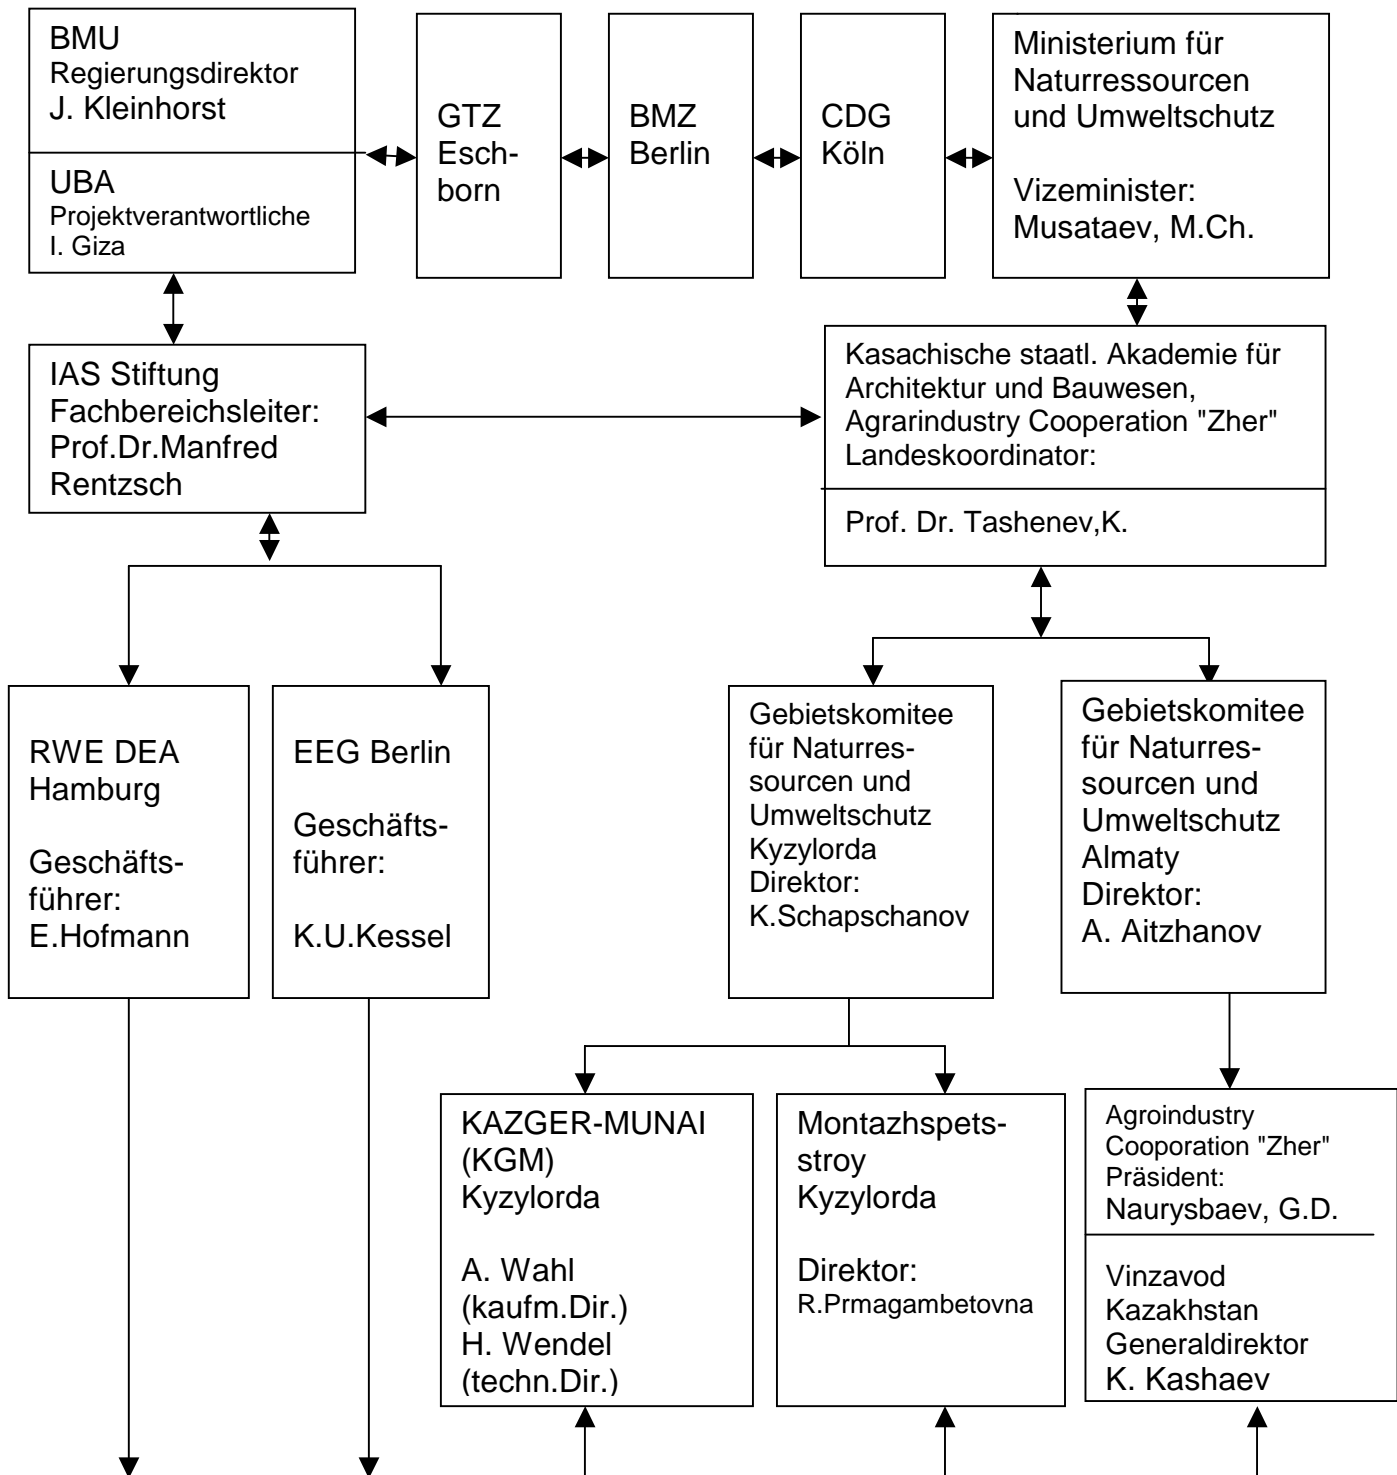 BMU
Regierungsdirektor
J. Kleinhorst
UBA
Projektverantwortliche
I. Giza
GTZ
Esch-
born
BMZ
Berlin
CDG
Köln
Ministerium für
Naturressourcen
und Umweltschutz
Vizeminister:
Musataev, M.Ch.
IAS Stiftung
Fachbereichsleiter:
Prof.Dr.Manfred
Rentzsch
Kasachische staatl. Akademie für
Architektur und Bauwesen,
Agrarindustry Cooperation "Zher"
Landeskoordinator:
Prof. Dr. Tashenev,K.
RWE DEA
Hamburg
Geschäfts-
führer:
E.Hofmann
EEG Berlin
Geschäfts-
führer:
K.U.Kessel
Gebietskomitee
für Naturres-
sourcen und
Umweltschutz
Kyzylorda
Direktor:
K.Schapschanov
Gebietskomitee
für Naturres-
sourcen und
Umweltschutz
Almaty
Direktor:
A. Aitzhanov
KAZGER-MUNAI
(KGM)
Kyzylorda
A. Wahl
(kaufm.Dir.)
H. Wendel
(techn.Dir.)
Montazhspets-
stroy
Kyzylorda
Direktor:
R.Prmagambetovna
Agroindustry
Cooporation "Zher"
Präsident:
Naurysbaev, G.D.
Vinzavod
Kazakhstan
Generaldirektor
K. Kashaev